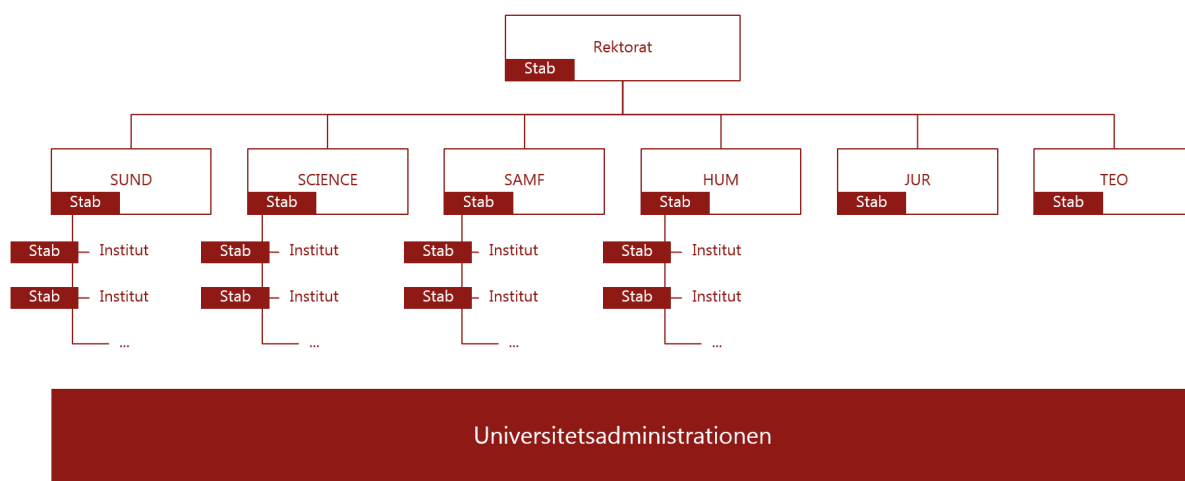 Rektorat
Stab
SUND SCIENCE SAMF HUM JUR TEO
Stab Stab Stab Stab Stab Stab
Stab Institut Stab Institut Stab Institut Stab Institut
Stab Institut Stab Institut Stab Institut Stab Institut
... ... ... ...
Universitetsadministrationen